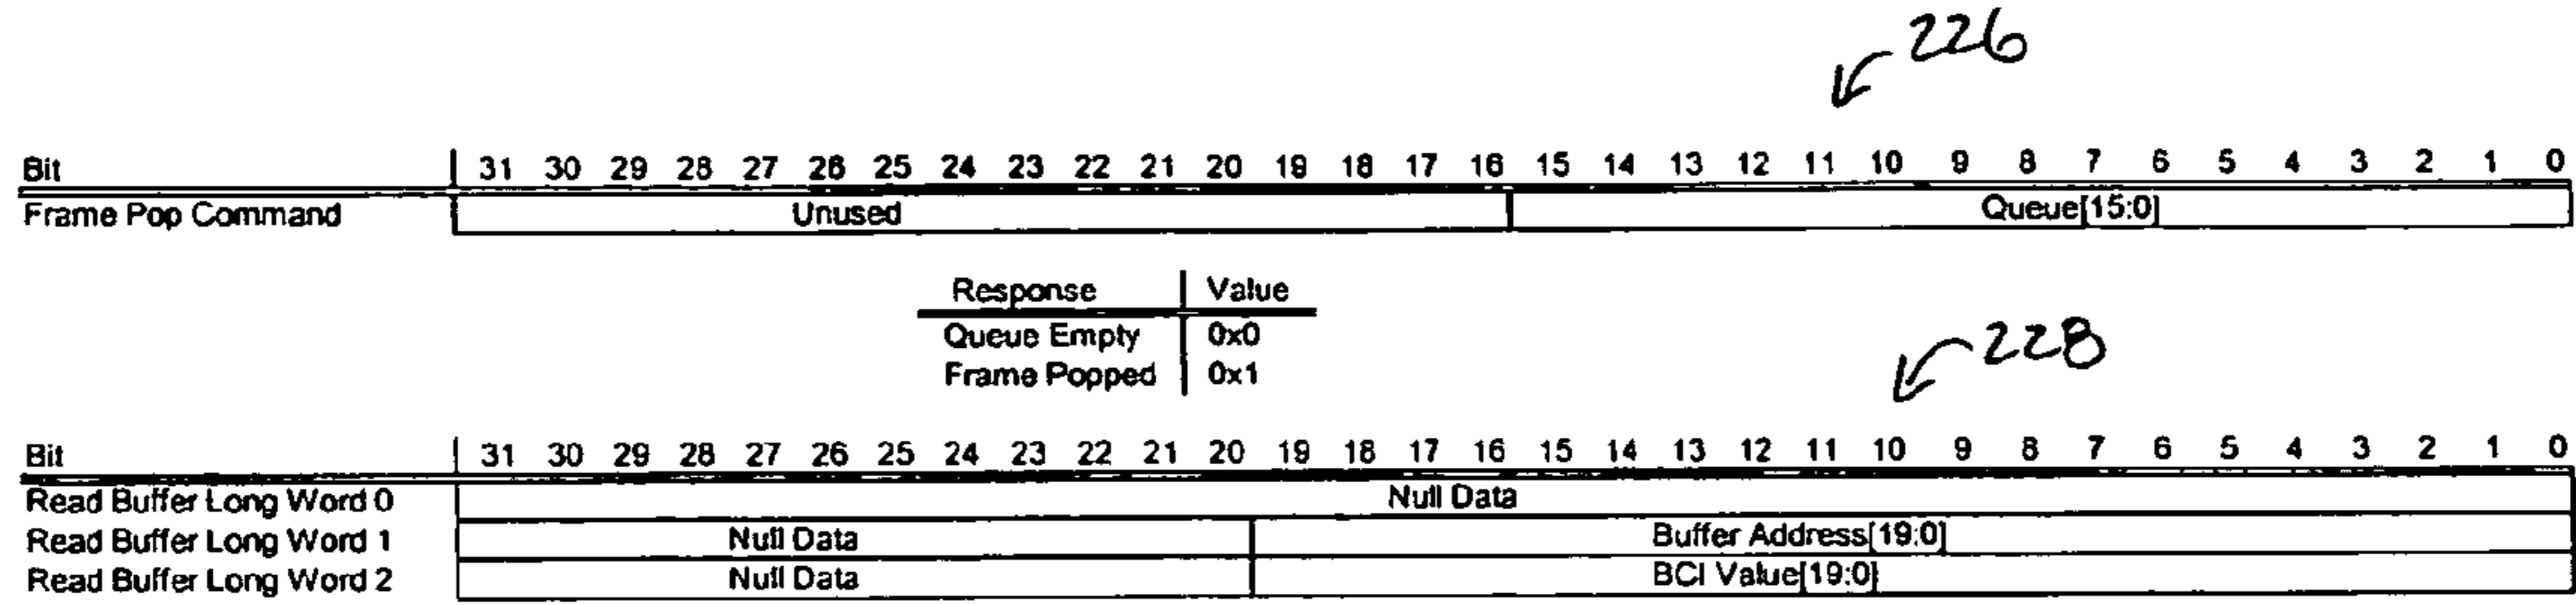 226
Bit 31 30 29 28 27 26 25 24 23 22 21 20 19 18 17 16 15 14 13 12 11 10 9 8 7 6 5 4 3 2 1 0
Frame Pop Command Unused Queue[15:0]
Response Value
Queue Empty 0x0
Frame Popped 0x1
228
Bit 31 30 29 28 27 26 25 24 23 22 21 20 19 18 17 16 15 14 13 12 11 10 9 8 7 6 5 4 3 2 1 0
Read Buffer Long Word 0 Null Data
Read Buffer Long Word 1 Null Data Buffer Address[19:0]
Read Buffer Long Word 2 Null Data BCI Value[19:0]